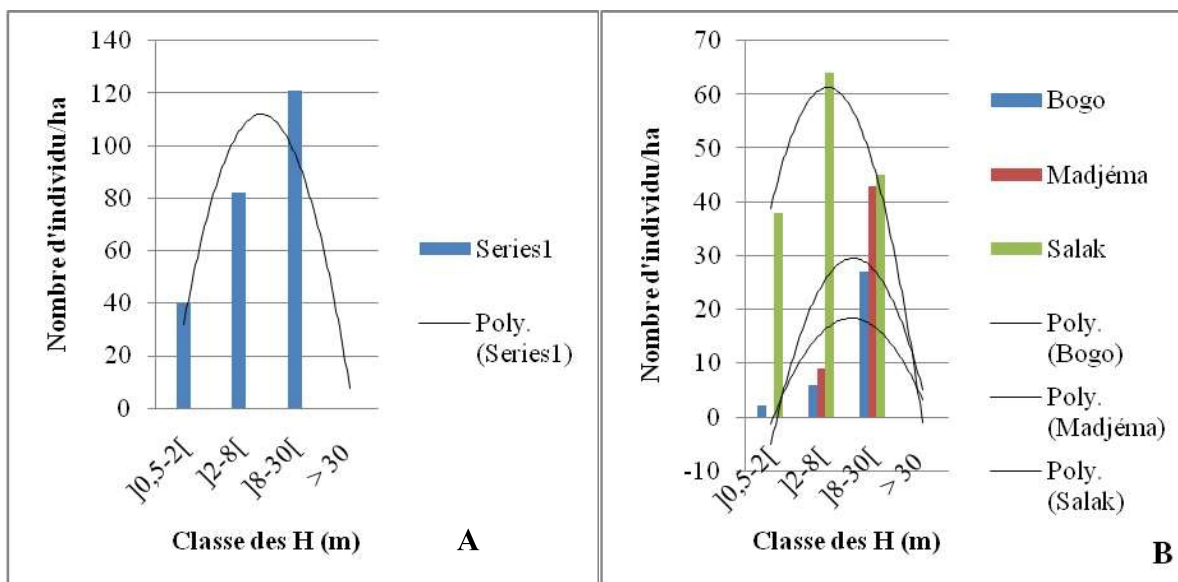 140
120
100
80
60
40
20
0
Nombre d'individu/ha
]0,5-2[
]2-8[
]8-30[
> 30
Classe des H (m)
Series1
Poly.
(Series1)
A
70
60
50
40
30
20
10
0
-10
Nombre d'individu/ha
]0,5-2[
]2-8[
]8-30[
> 30
Classe des H (m)
Bogo
Madjéma
Salak
Poly.
(Bogo)
Poly.
(Madjéma)
Poly.
(Salak)
B